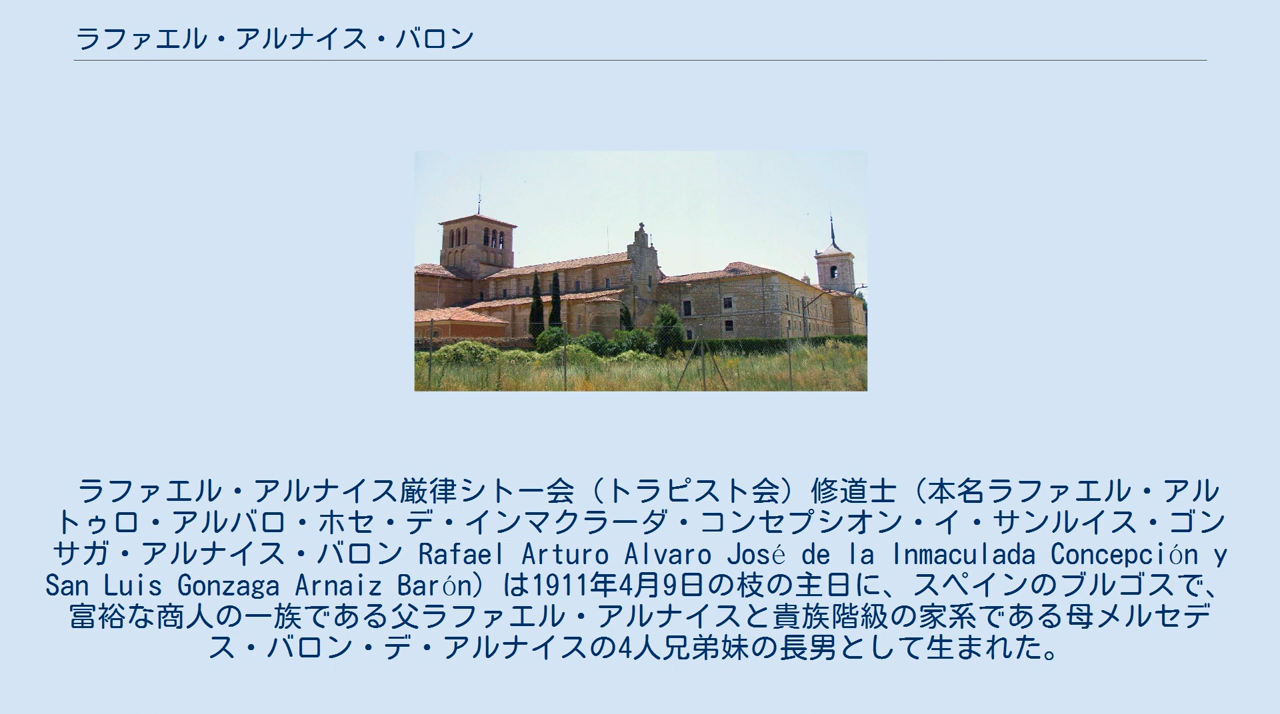 ラファエル・アルナイス・バロン
ラファエル・アルナイス厳律シトー会（トラピスト会）修道士（本名ラファエル・アル
トゥロ・アルバロ・ホセ・デ・インマクラーダ・コンセプシオン・イ・サンルイス・ゴン
サガ・アルナイス・バロン Rafael Arturo Alvaro José de la Inmaculada Concepción y
San Luis Gonzaga Arnaiz Barón）は1911年4月9日の枝の主日に、スペインのブルゴスで、
富裕な商人の一族である父ラファエル・アルナイスと貴族階級の家系である母メルセデ
ス・バロン・デ・アルナイスの4人兄弟妹の長男として生まれた。